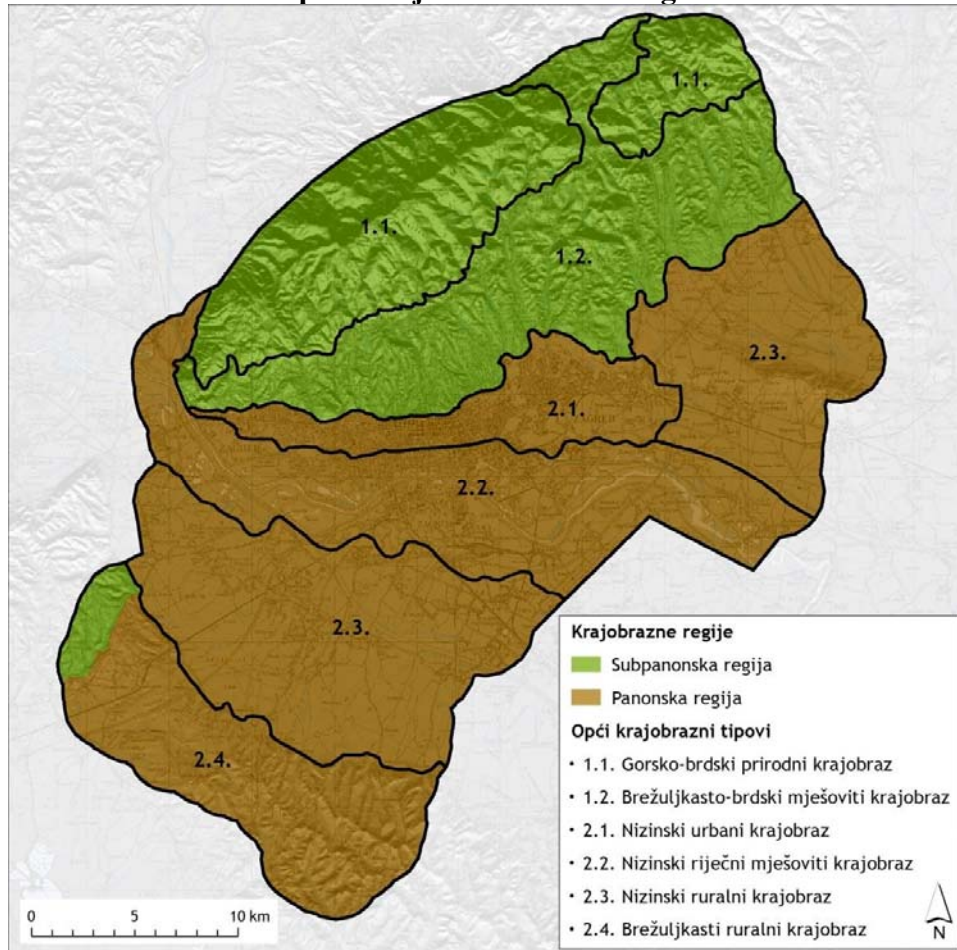 1.1.
1.1.
1.2.
2.3.
2.1.
2.2.
2.3.
2.4.
Krajobrazne regije
Subpanonska regija
Panonska regija
Opći krajobrazni tipovi
• 1.1. Gorsko-brdski prirodni krajobraz
• 1.2. Brežuljkasto-brdski mješoviti krajobraz
• 2.1. Nizinski urbani krajobraz
• 2.2. Nizinski riječni mješoviti krajobraz
• 2.3. Nizinski ruralni krajobraz
• 2.4. Brežuljkasti ruralni krajobraz
0 5 10 km
N